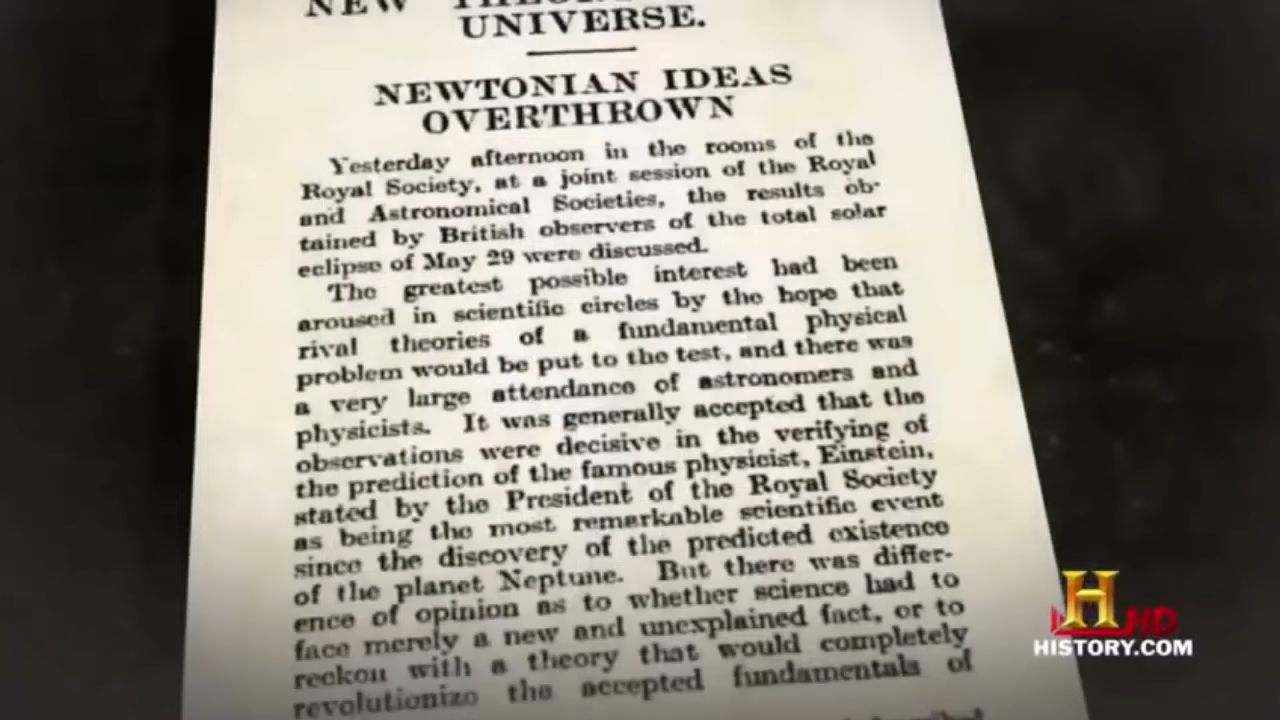 NEW
UNIVERSE.
NEWTONIAN IDEAS
OVERTHROWN
Yesterday afternoon in the rooms of the
Royal Society, at a joint session of the Royal
and Astronomical Societies, the results ob-
tained by British observers of the total solar
eclipse of May 29 were discussed.
The greatest possible interest had been
aroused in scientific circles by the hope that
rival theories of a fundamental physical
problem would be put to the test, and there was
a very large attendance of astronomers and
physicists. It was generally accepted that the
observations were decisive in the verifying of
the prediction of the famous physicist, Einstein,
stated by the President of the Royal Society
as being the most remarkable scientific event
since the discovery of the predicted existence
of the planet Neptune. But there was differ-
ence of opinion as to whether science had to
face merely a new and unexplained fact, or to
reckon with a theory that would completely
revolutionize the accepted fundamentals of
H
HD
HISTORY.COM